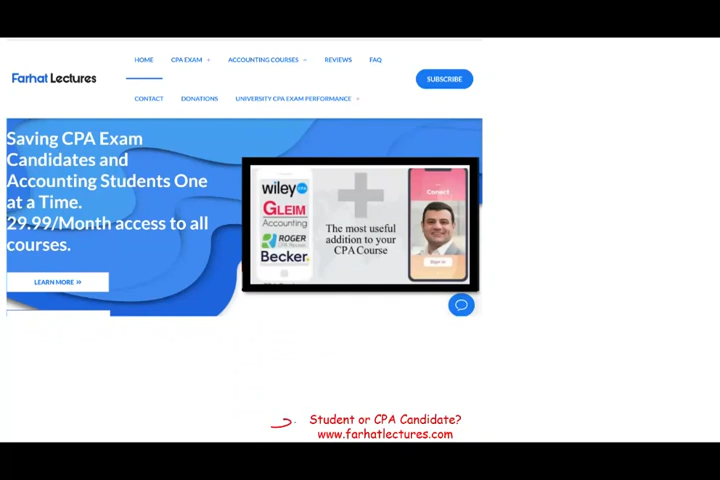 HOME
CPA EXAM
ACCOUNTING COURSES
REVIEWS
FAQ
Farhat Lectures
SUBSCRIBE
CONTACT
DONATIONS
UNIVERSITY CPA EXAM PERFORMANCE
Saving CPA Exam
Candidates and
Accounting Students One
at a Time.
29.99/Month access to all
courses.
LEARN MORE »
wiley CPA
GLEIM
Accounting
ROGER
CPA Review
Becker.
The most useful
addition to your
CPA Course
Conect
Sign in
Student or CPA Candidate?
www.farhatlectures.com